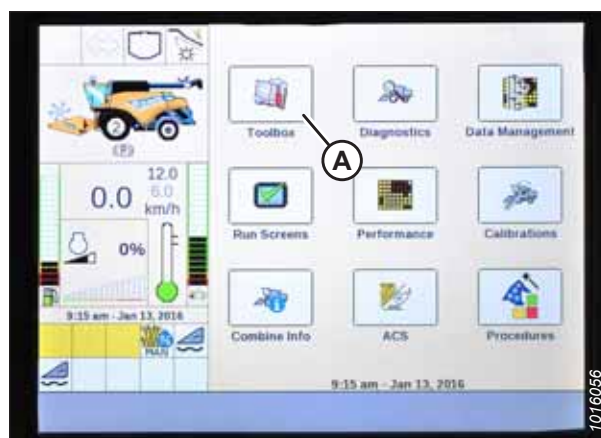 Toolbox
Diagnostics
Data Management
A
2
(P)
12.0
6.0
0.0 km/h
Run Screens
Performance
Calibrations
0%
9:15 am - Jan 13, 2016
MAN
Combine Info
ACS
Procedures
9:15 am - Jan 13, 2016
1016056